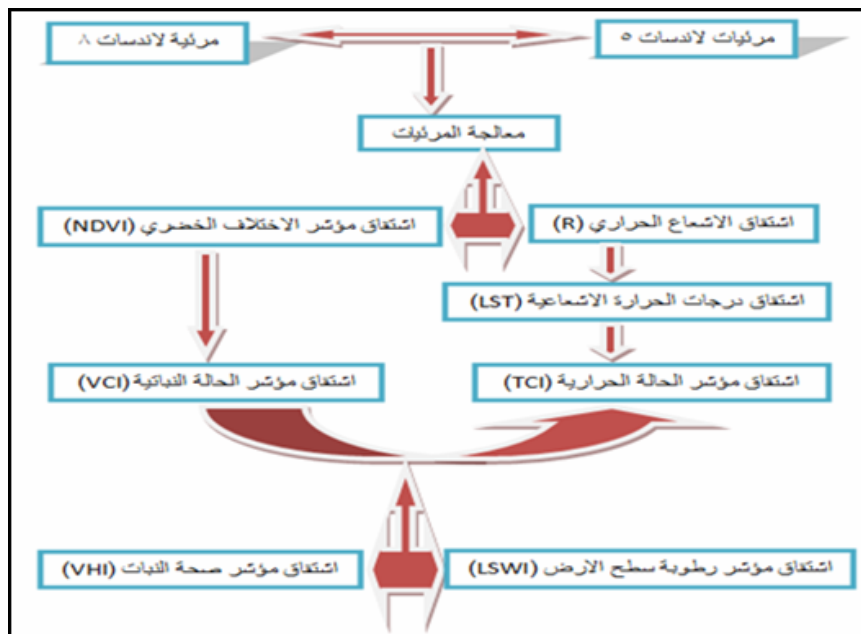 مرئيات لاندسات ٥
مرئية لاندسات ٨
معالجة المرئيات
اشتقاق الاشعاع الحراري (R)
اشتقاق مؤشر الاختلاف الخضري (NDVI)
اشتقاق درجات الحرارة الاشعاعية (LST)
اشتقاق مؤشر الحالة الحرارية (TCI)
اشتقاق مؤشر الحالة النباتية (VCI)
اشتقاق مؤشر رطوبة سطح الارض (LSWI)
اشتقاق مؤشر صحة النبات (VHI)